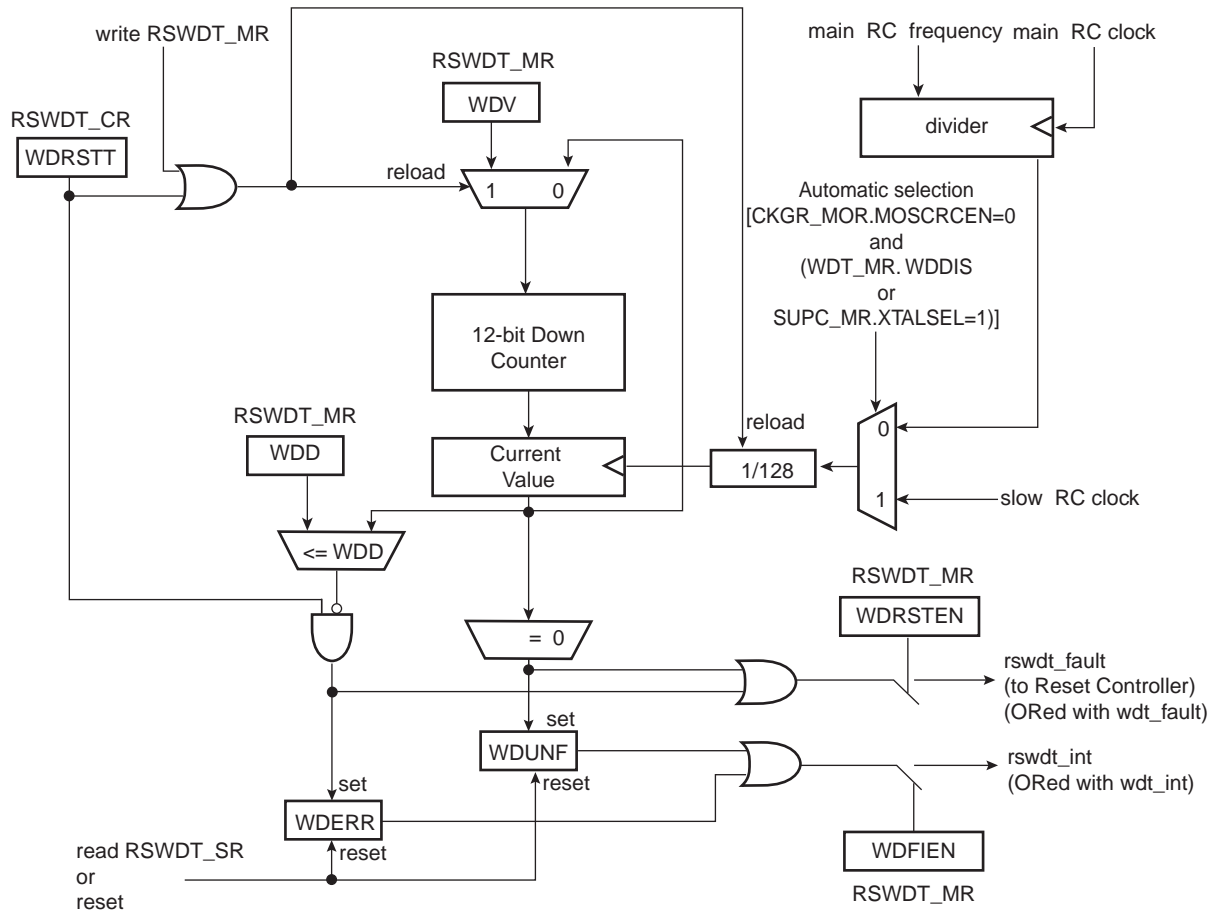 write RSWDT_MR
RSWDT_MR
WDV
main RC frequency
main RC clock
divider
RSWDT_CR
WDRSTT
reload
1
0
Automatic selection
[CKGR_MOR.MOSCRCEN=0
and
(WDT_MR. WDDIS
or
SUPC_MR.XTALSEL=1)]
12-bit Down
Counter
RSWDT_MR
WDD
Current
Value
reload
1/128
0
1
slow RC clock
<= WDD
= 0
RSWDT_MR
WDRSTEN
rswdt_fault
(to Reset Controller)
(ORed with wdt_fault)
set
WDUNF
reset
rswdt_int
(ORed with wdt_int)
set
WDERR
reset
WDFIEN
RSWDT_MR
read RSWDT_SR
or
reset